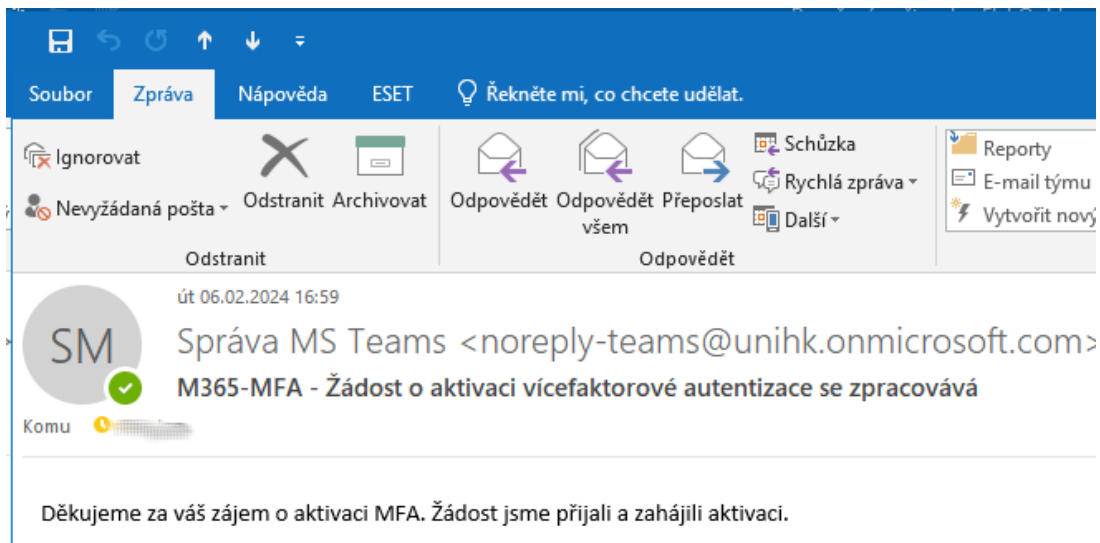 Soubor Zpráva Nápověda ESET Řekněte mi, co chcete udělat.
Ignorovat
Nevyžádaná pošta
Odstranit Archivovat
Odstranit
Odpovědět Odpovědět všem Přeposlat
Schůzka
Rychlá zpráva
Další
Odpovědět
Reporty
E-mail týmu
Vytvořit nový
út 06.02.2024 16:59
SM
Správa MS Teams <noreply-teams@unihk.onmicrosoft.com>
M365-MFA - Žádost o aktivaci vícefaktorové autentizace se zpracovává
Komu
Děkujeme za váš zájem o aktivaci MFA. Žádost jsme přijali a zahájili aktivaci.